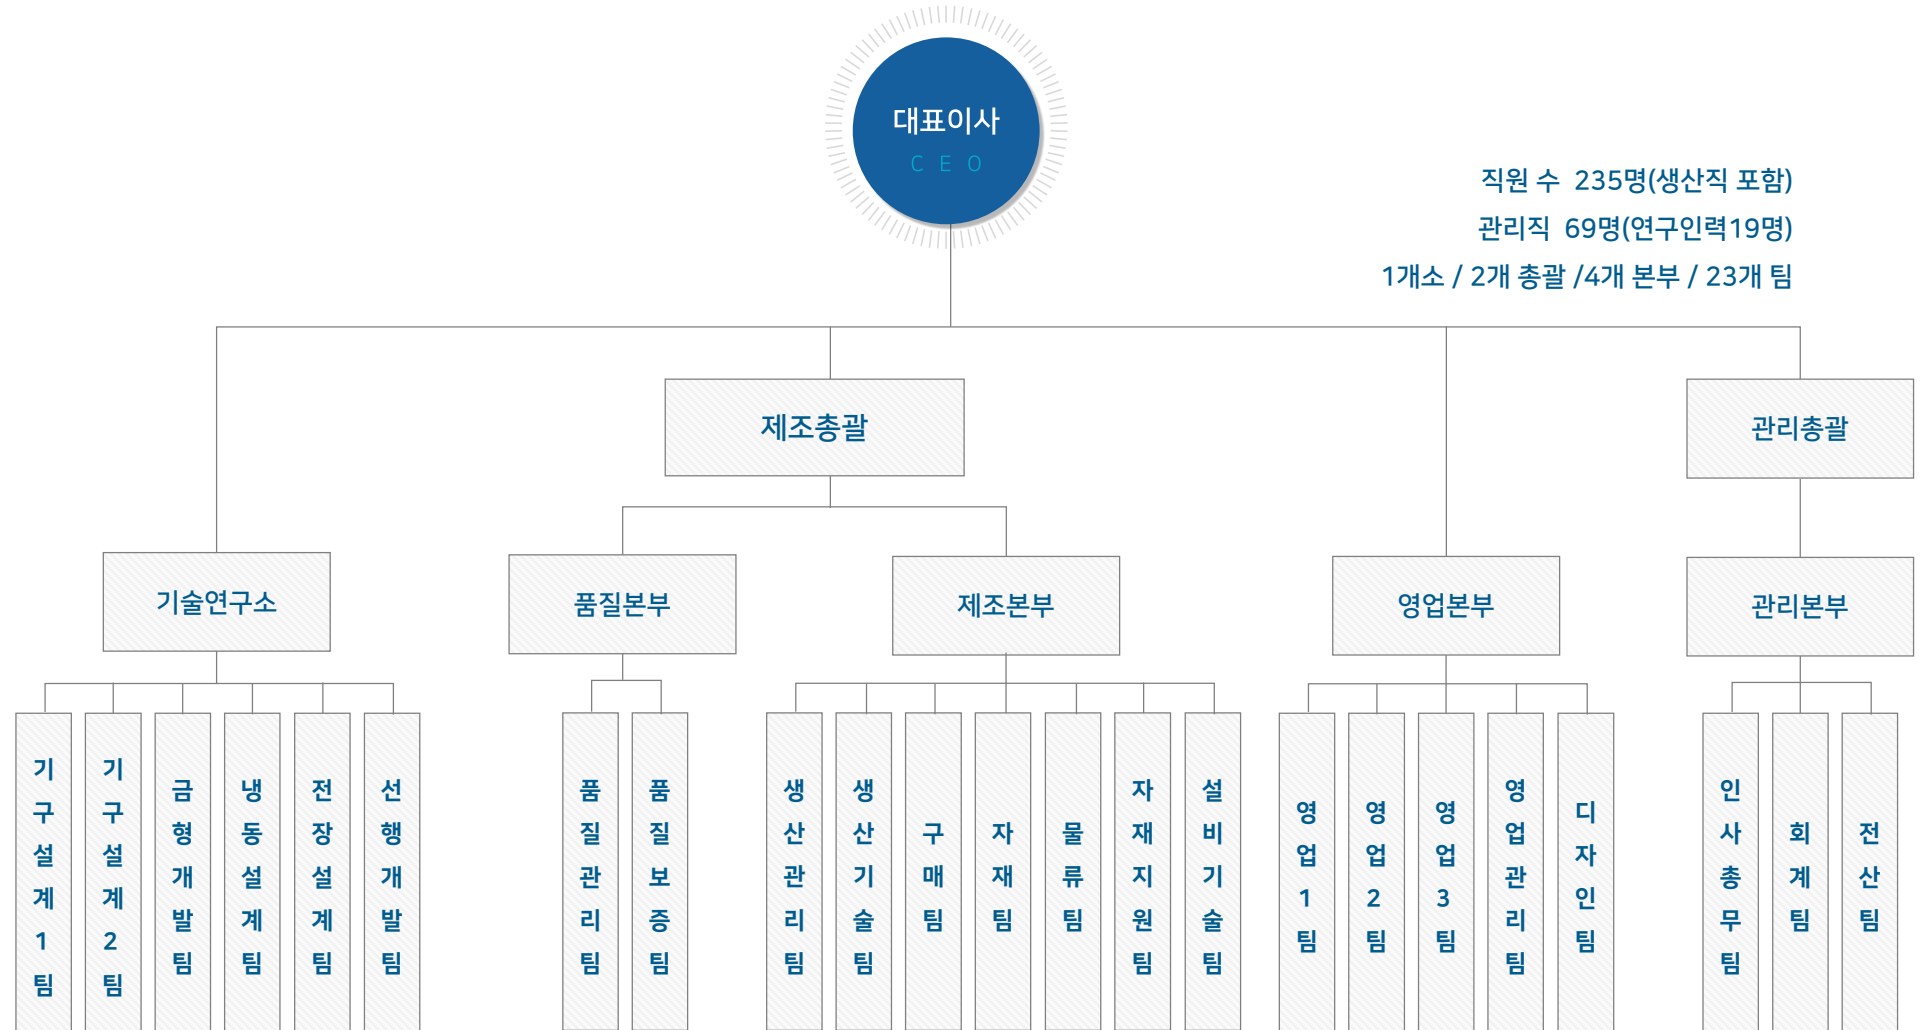 대표이사
CEO
직원 수 235명(생산직 포함)
관리직 69명(연구인력19명)
1개소 / 2개 총괄 /4개 본부 / 23개 팀
제조총괄
관리총괄
기술연구소
품질본부
제조본부
영업본부
관리본부
기구설계1팀
기구설계2팀
금형개발팀
냉동설계팀
전장설계팀
선행개발팀
품질관리팀
품질보증팀
생산관리팀
생산기술팀
구매팀
자재팀
물류팀
자재지원팀
설비기술팀
영업1팀
영업2팀
영업3팀
영업관리팀
디자인팀
인사총무팀
회계팀
전산팀